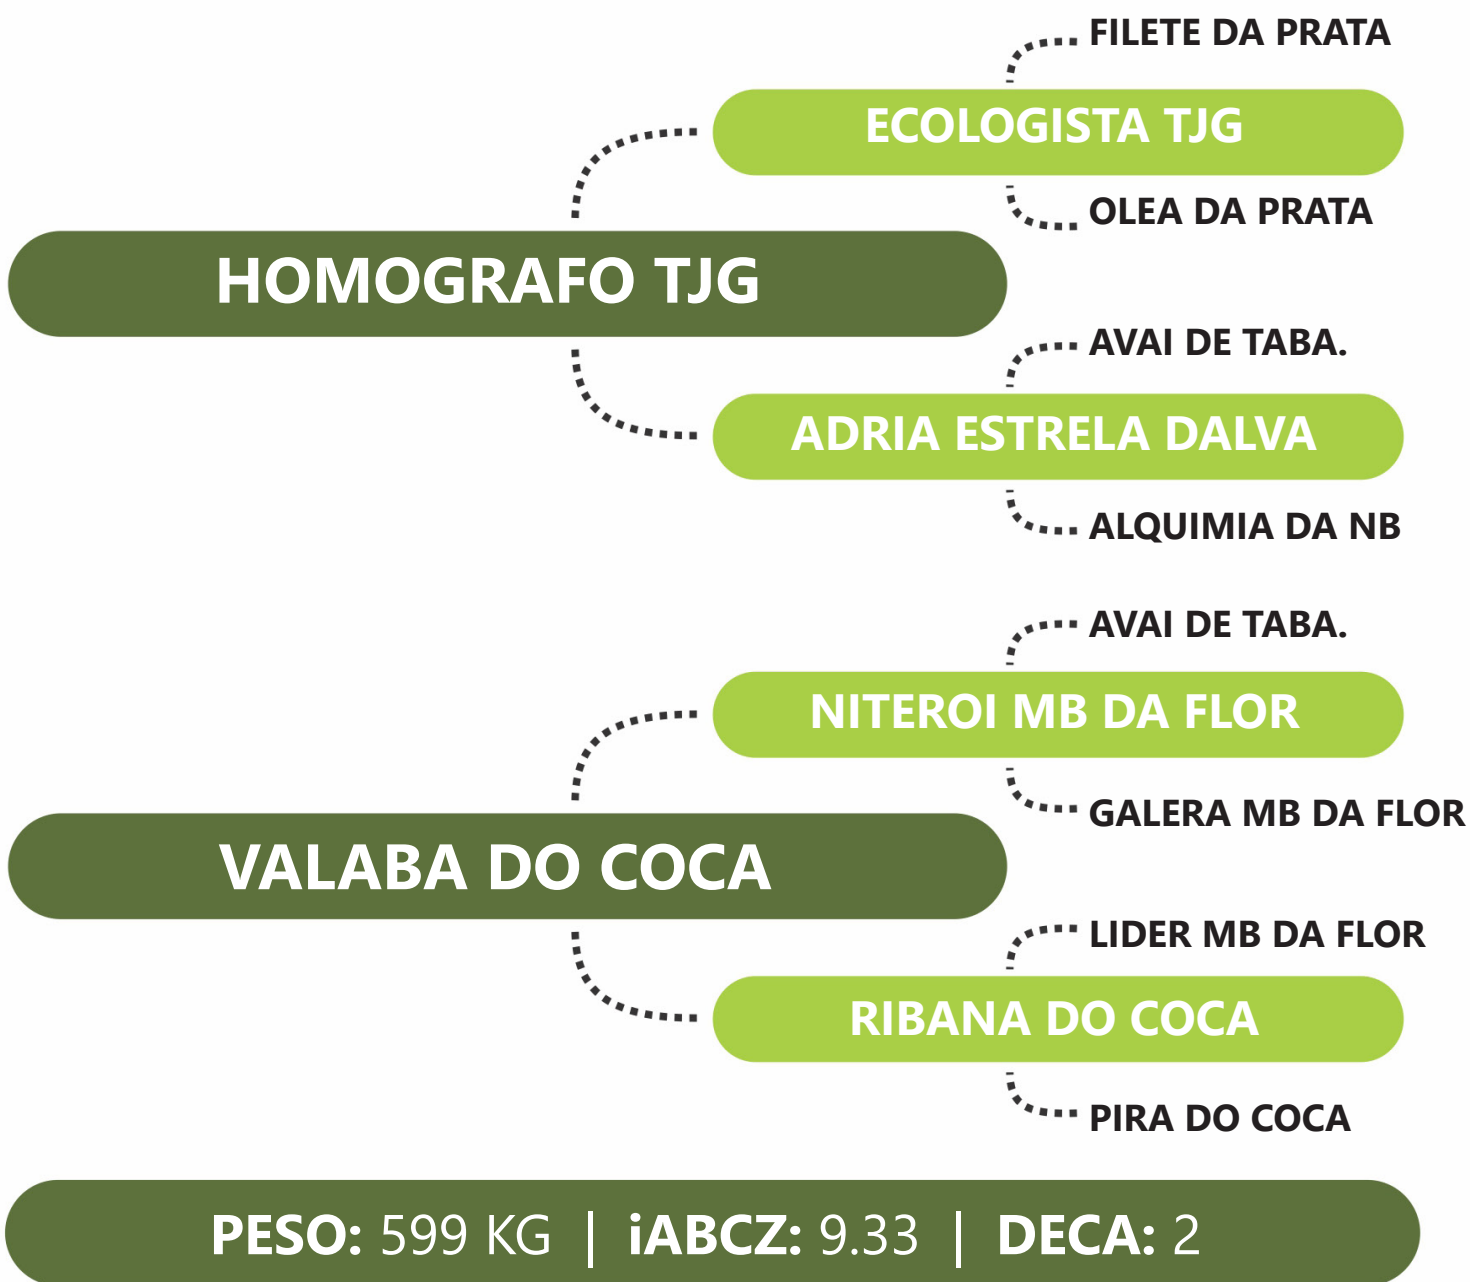 FILETE DA PRATA
ECOLOGISTA TJG
OLEA DA PRATA
HOMOGRAFO TJG
AVAI DE TABA.
ADRIA ESTRELA DALVA
ALQUIMIA DA NB
AVAI DE TABA.
NITEROI MB DA FLOR
GALERA MB DA FLOR
VALABA DO COCA
LIDER MB DA FLOR
RIBANA DO COCA
PIRA DO COCA
PESO: 599 KG | iABCZ: 9.33 | DECA: 2